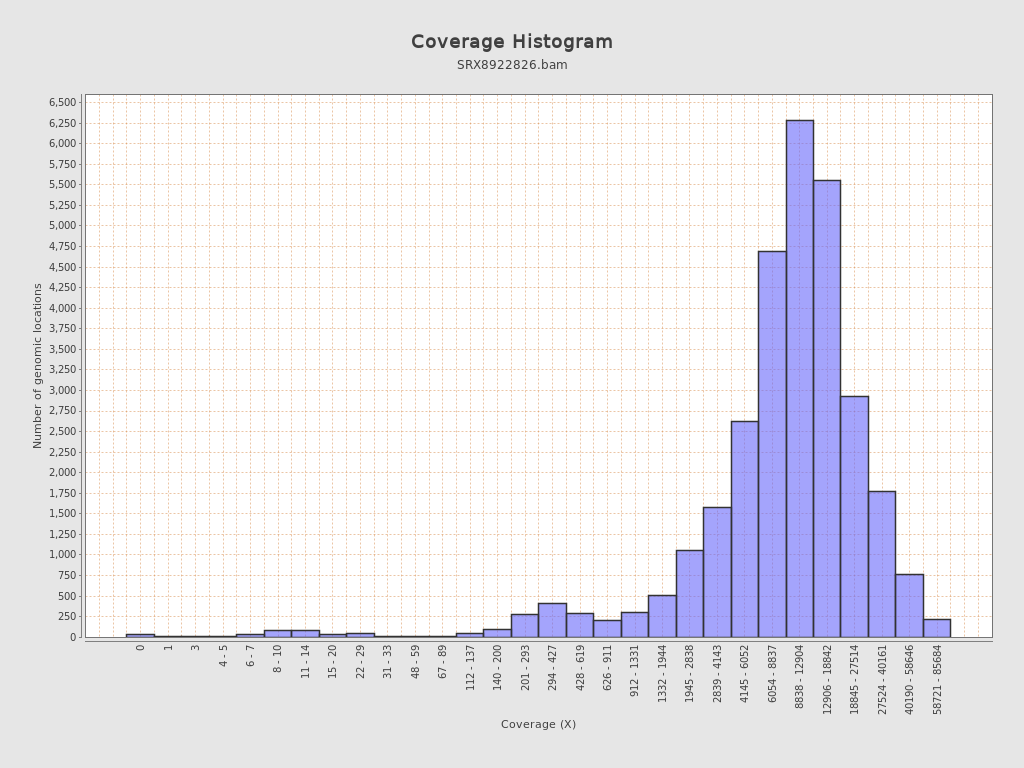 Coverage Histogram
SRX8922826.bam
Number of genomic locations
6,500
6,250
6,000
5,750
5,500
5,250
5,000
4,750
4,500
4,250
4,000
3,750
3,500
3,250
3,000
2,750
2,500
2,250
2,000
1,750
1,500
1,250
1,000
750
500
250
0
0
1
3
4 - 5
6 - 7
8 - 10
11 - 14
15 - 20
22 - 29
31 - 33
48 - 59
67 - 89
112 - 137
140 - 200
201 - 293
294 - 427
428 - 619
626 - 911
912 - 1331
1332 - 1944
1945 - 2838
2839 - 4143
4145 - 6052
6054 - 8837
8838 - 12904
12906 - 18842
18845 - 27514
27524 - 40161
40190 - 58646
58721 - 85684
Coverage (X)